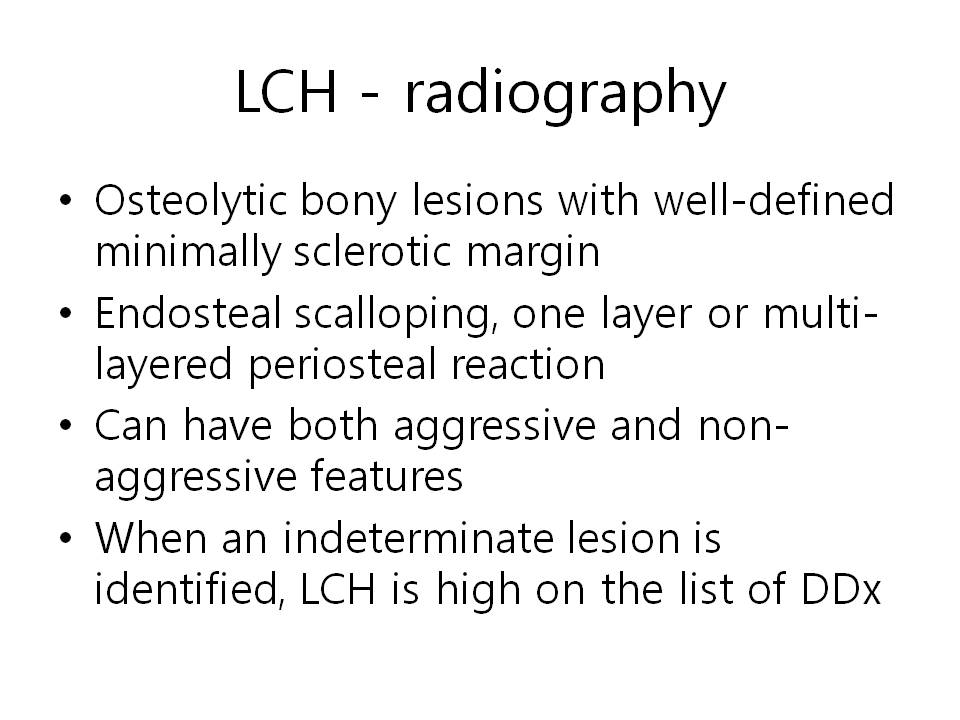 LCH - radiography
• Osteolytic bony lesions with well-defined
minimally sclerotic margin
• Endosteal scalloping, one layer or multi-
layered periosteal reaction
• Can have both aggressive and non-
aggressive features
• When an indeterminate lesion is
identified, LCH is high on the list of DDx